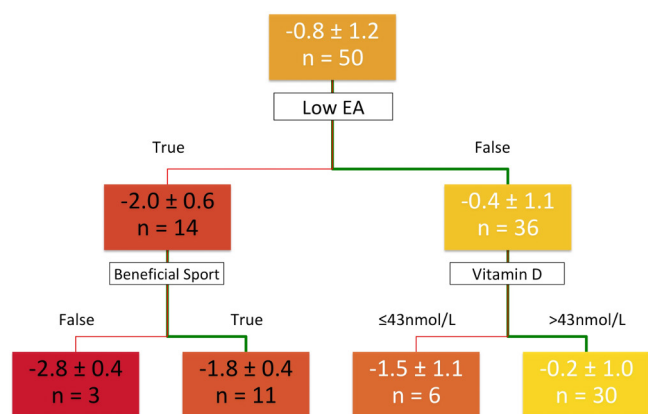 -0.8 ± 1.2
n = 50
Low EA
True
False
-2.0 ± 0.6
n = 14
-0.4 ± 1.1
n = 36
Beneficial Sport
Vitamin D
False
True
≤43nmol/L
>43nmol/L
-2.8 ± 0.4
n = 3
-1.8 ± 0.4
n = 11
-1.5 ± 1.1
n = 6
-0.2 ± 1.0
n = 30